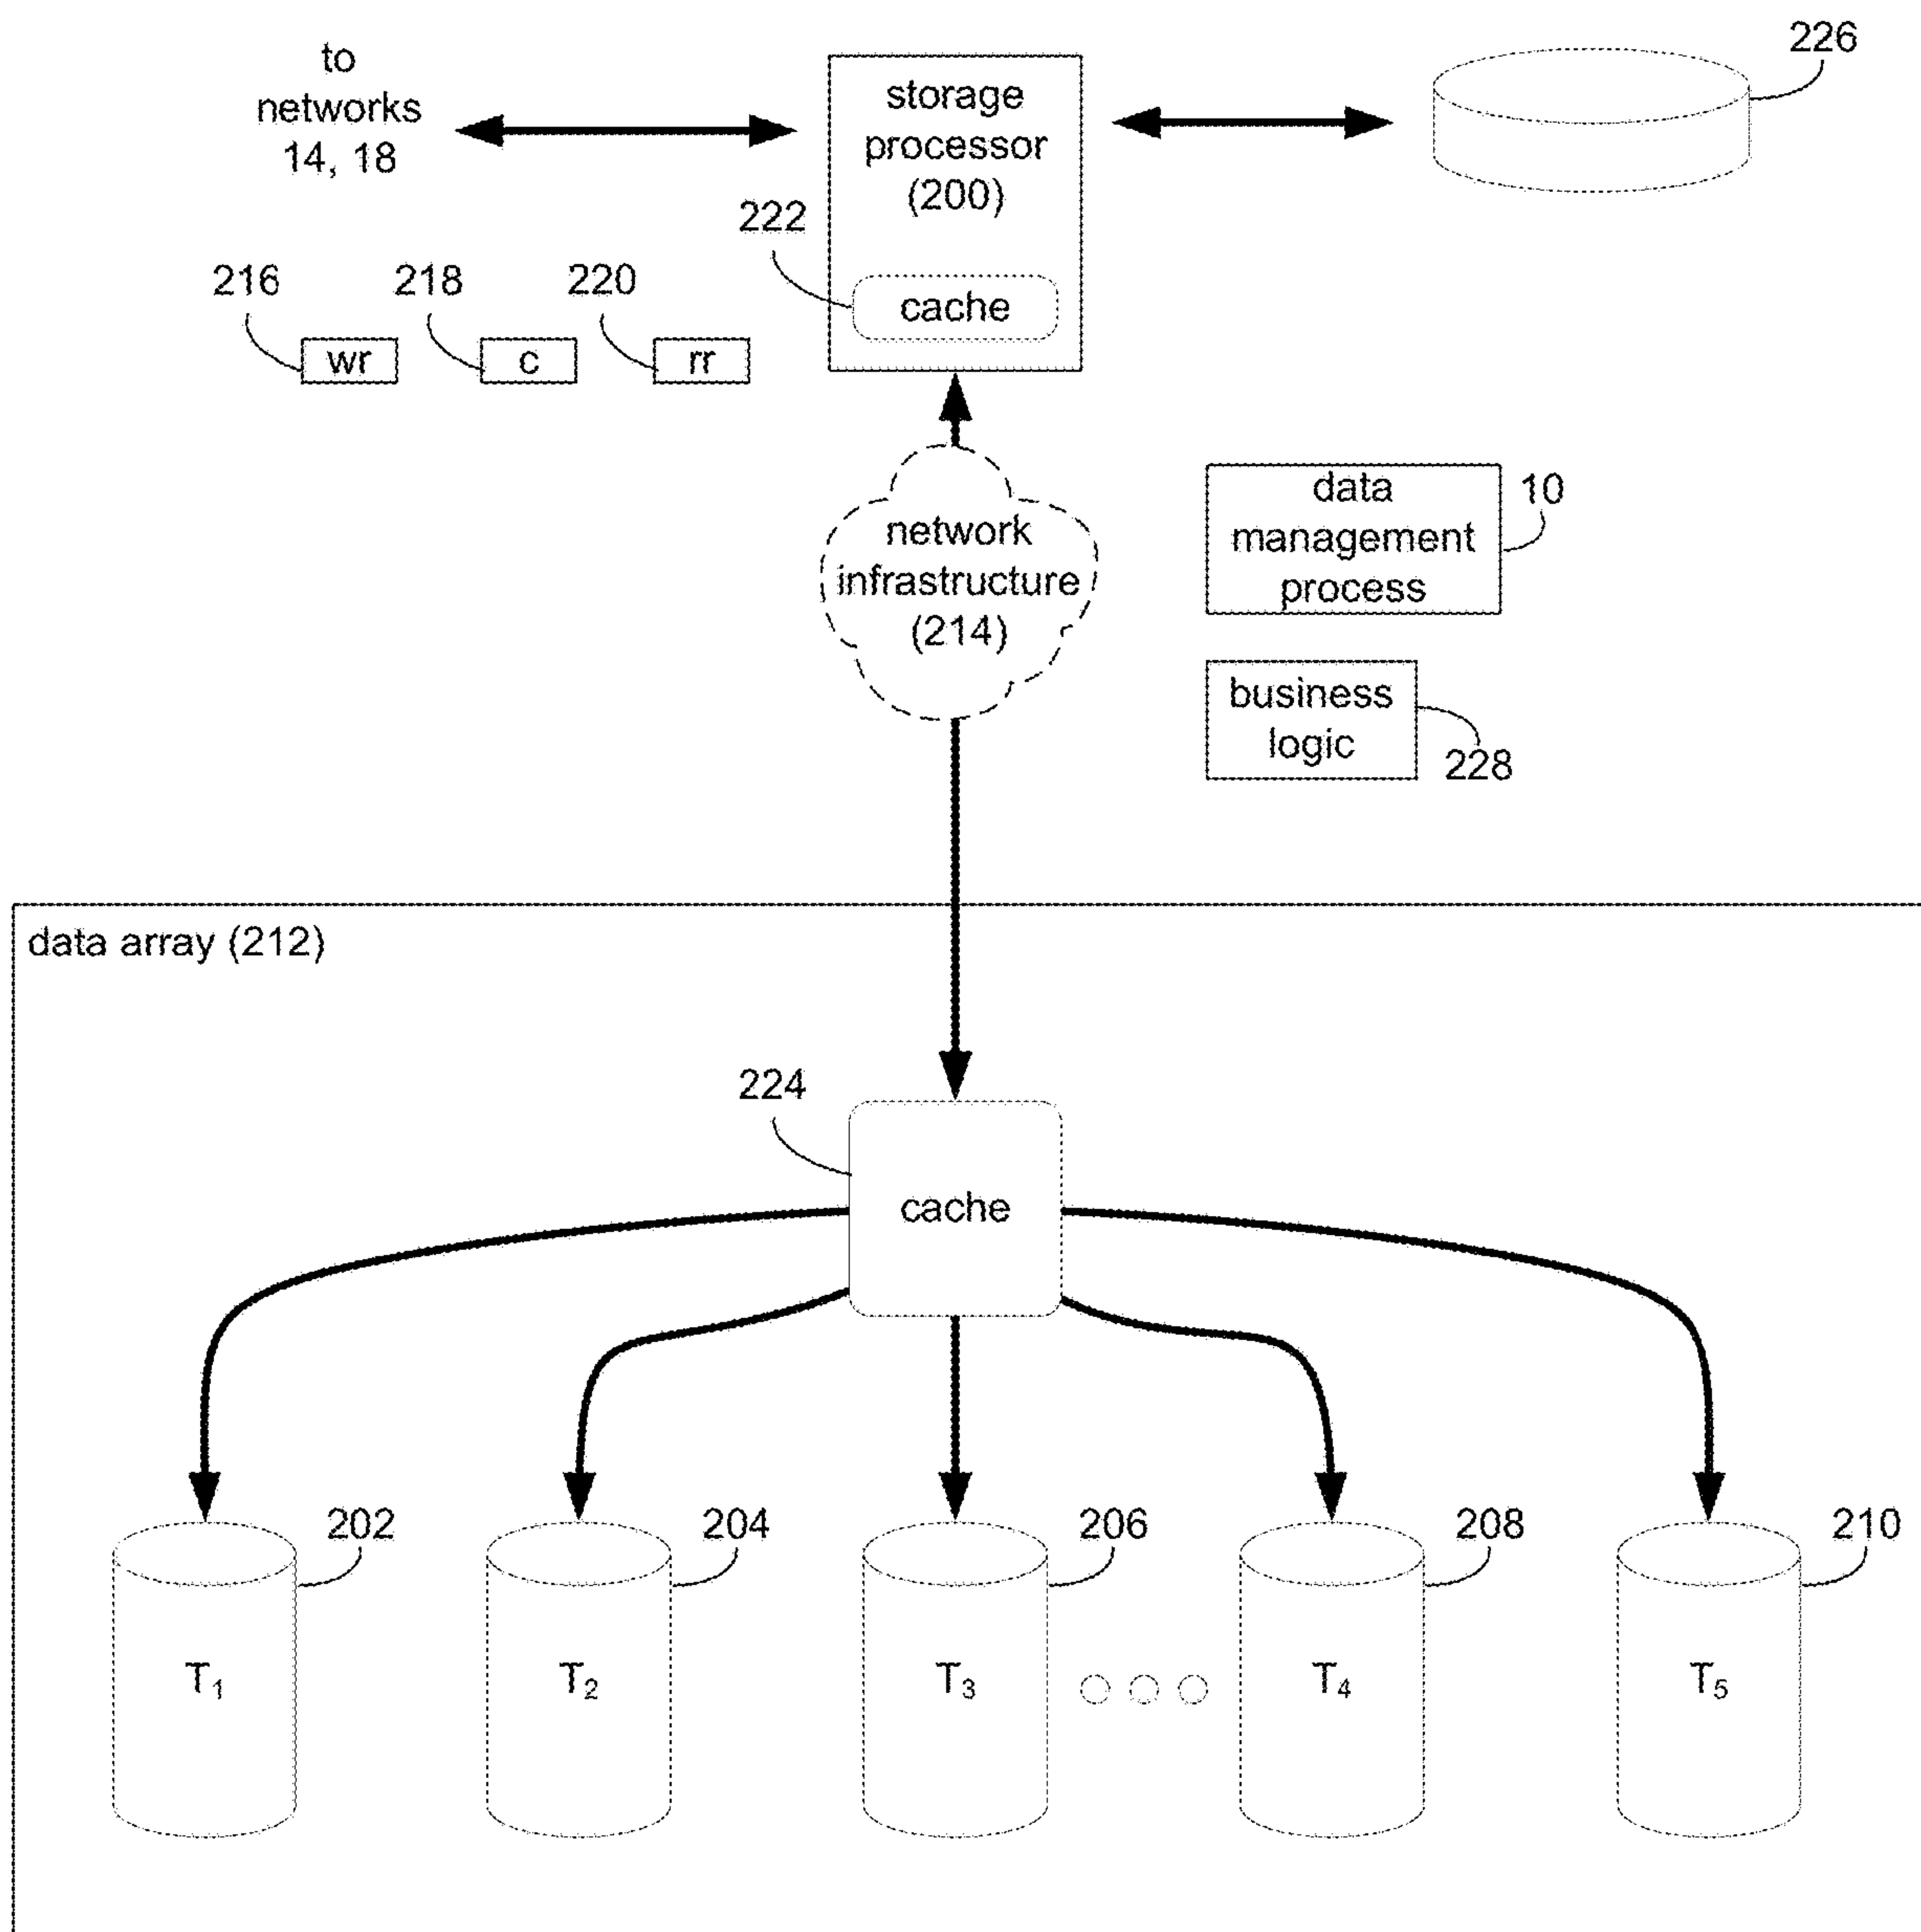 to
networks
14, 18
storage
processor
(200)
226
222
cache
216
218
220
wr
c
rr
network
infrastructure
(214)
data
management
process
10
business
logic
228
data array (212)
224
cache
202
204
206
208
210
T1
T2
T3
T4
T5